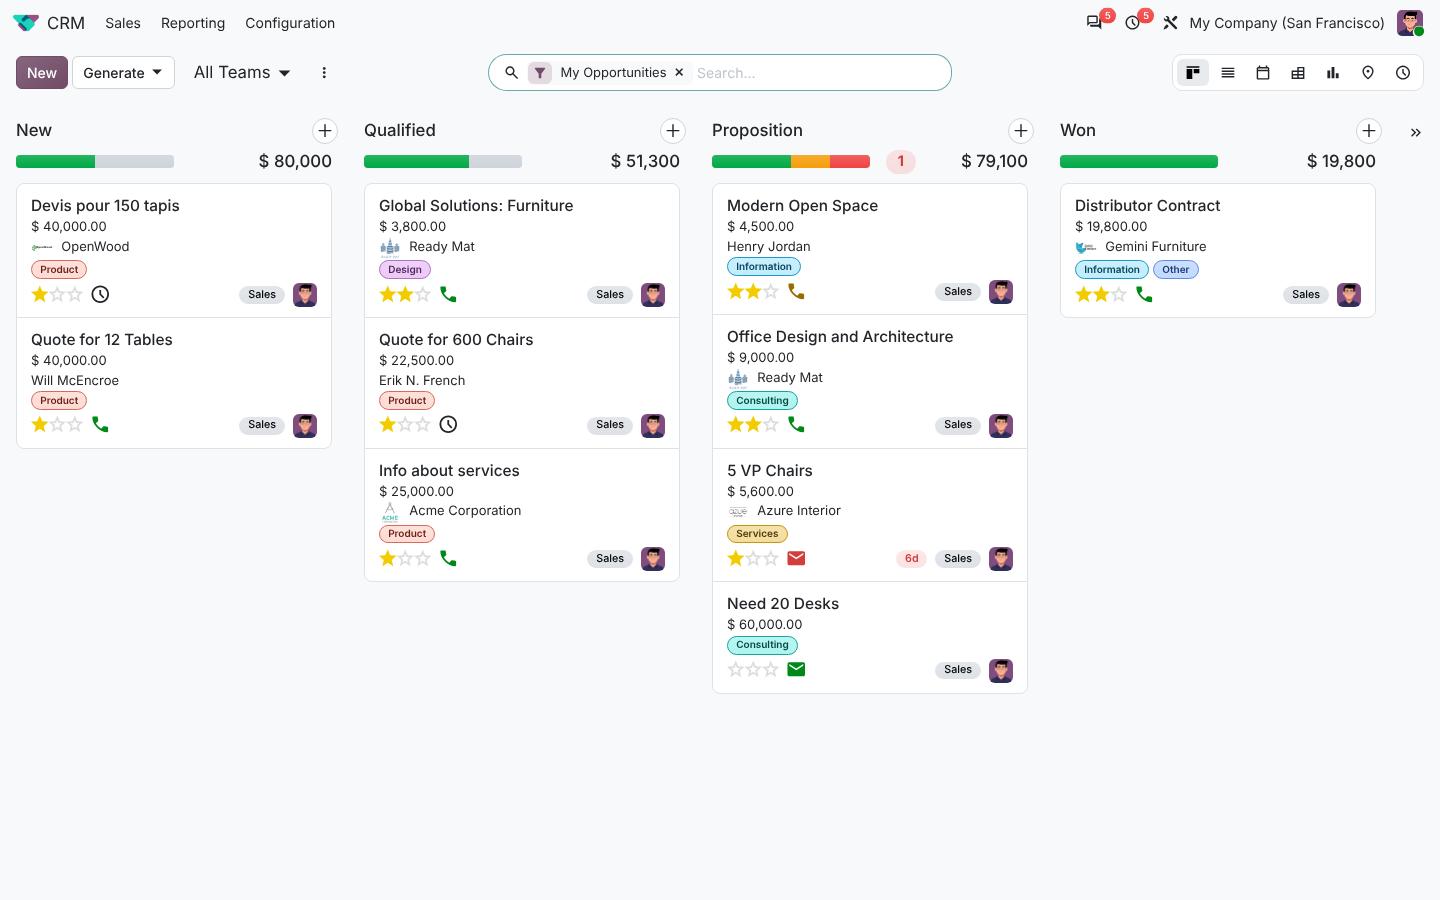 CRM
Sales
Reporting
Configuration
5
5
My Company (San Francisco)
New
Generate
All Teams
My Opportunities
Search...
New
$ 80,000
Devis pour 150 tapis
$ 40,000.00
OpenWood
Product
Sales
Quote for 12 Tables
$ 40,000.00
Will McEncroe
Product
Sales
Qualified
$ 51,300
Global Solutions: Furniture
$ 3,800.00
Ready Mat
Design
Sales
Quote for 600 Chairs
$ 22,500.00
Erik N. French
Product
Sales
Info about services
$ 25,000.00
ACME
Acme Corporation
Product
Sales
Proposition
1
$ 79,100
Modern Open Space
$ 4,500.00
Henry Jordan
Information
Sales
Office Design and Architecture
$ 9,000.00
Ready Mat
Consulting
Sales
5 VP Chairs
$ 5,600.00
Azure Interior
Services
6d
Sales
Need 20 Desks
$ 60,000.00
Consulting
Sales
Won
$ 19,800
Distributor Contract
$ 19,800.00
Gemini Furniture
Information
Other
Sales